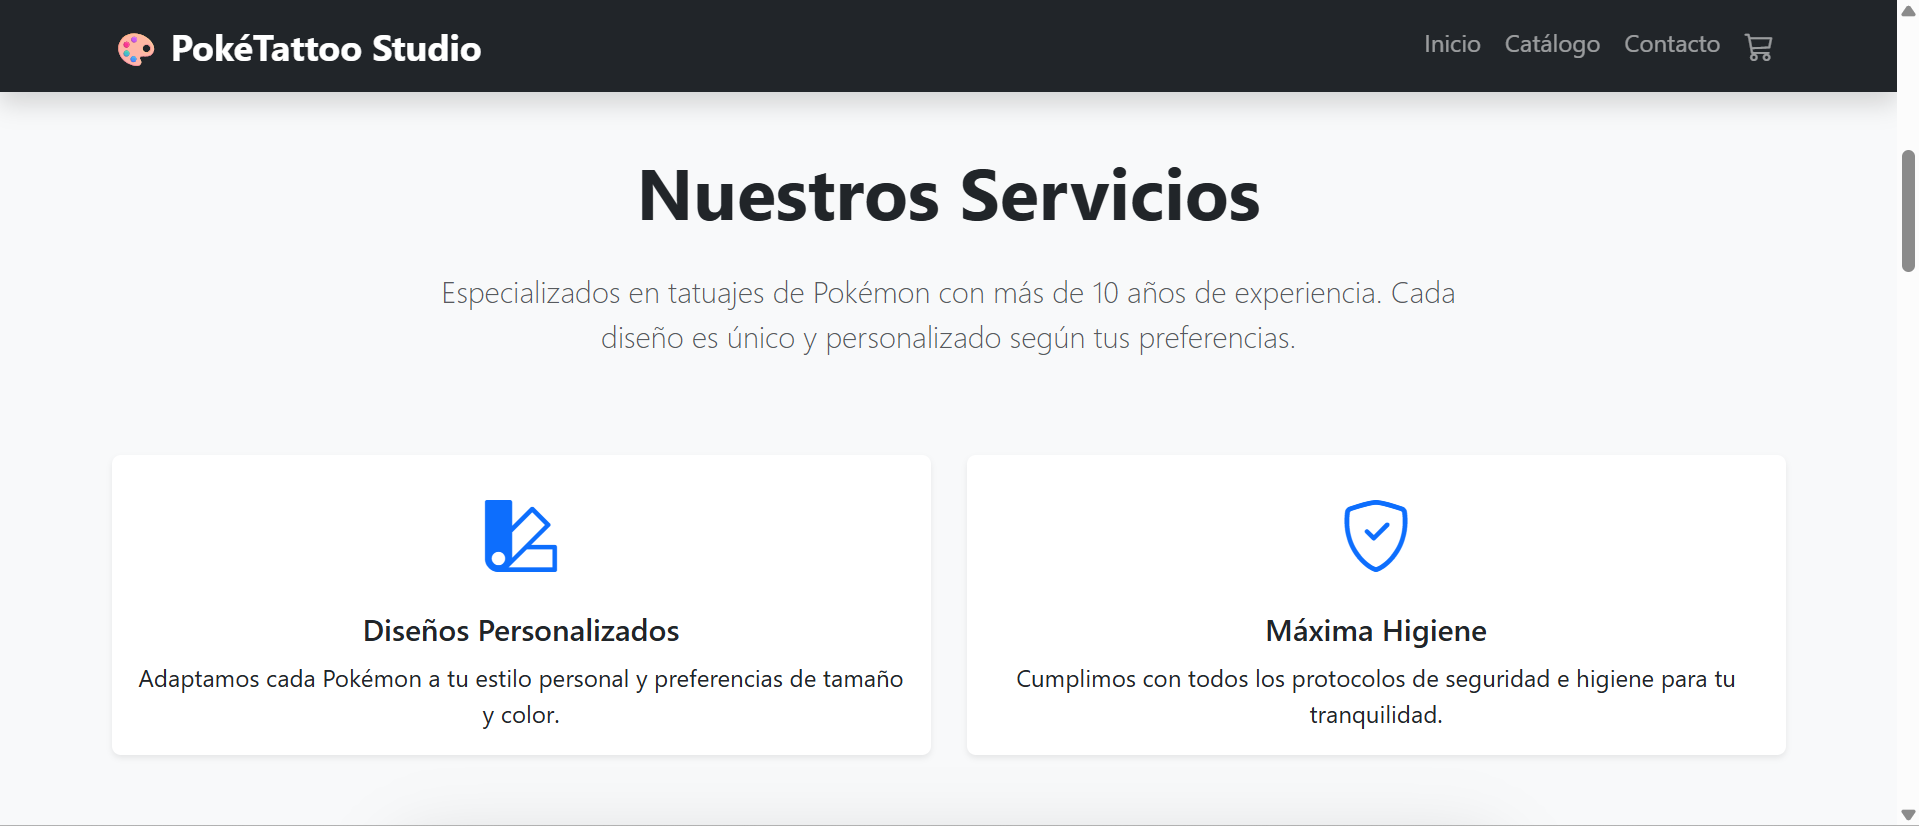 PokéTattoo Studio
Inicio Catálogo Contacto
Nuestros Servicios
Especializados en tatuajes de Pokémon con más de 10 años de experiencia. Cada
diseño es único y personalizado según tus preferencias.
Diseños Personalizados
Adaptamos cada Pokémon a tu estilo personal y preferencias de tamaño
y color.
Máxima Higiene
Cumplimos con todos los protocolos de seguridad e higiene para tu
tranquilidad.